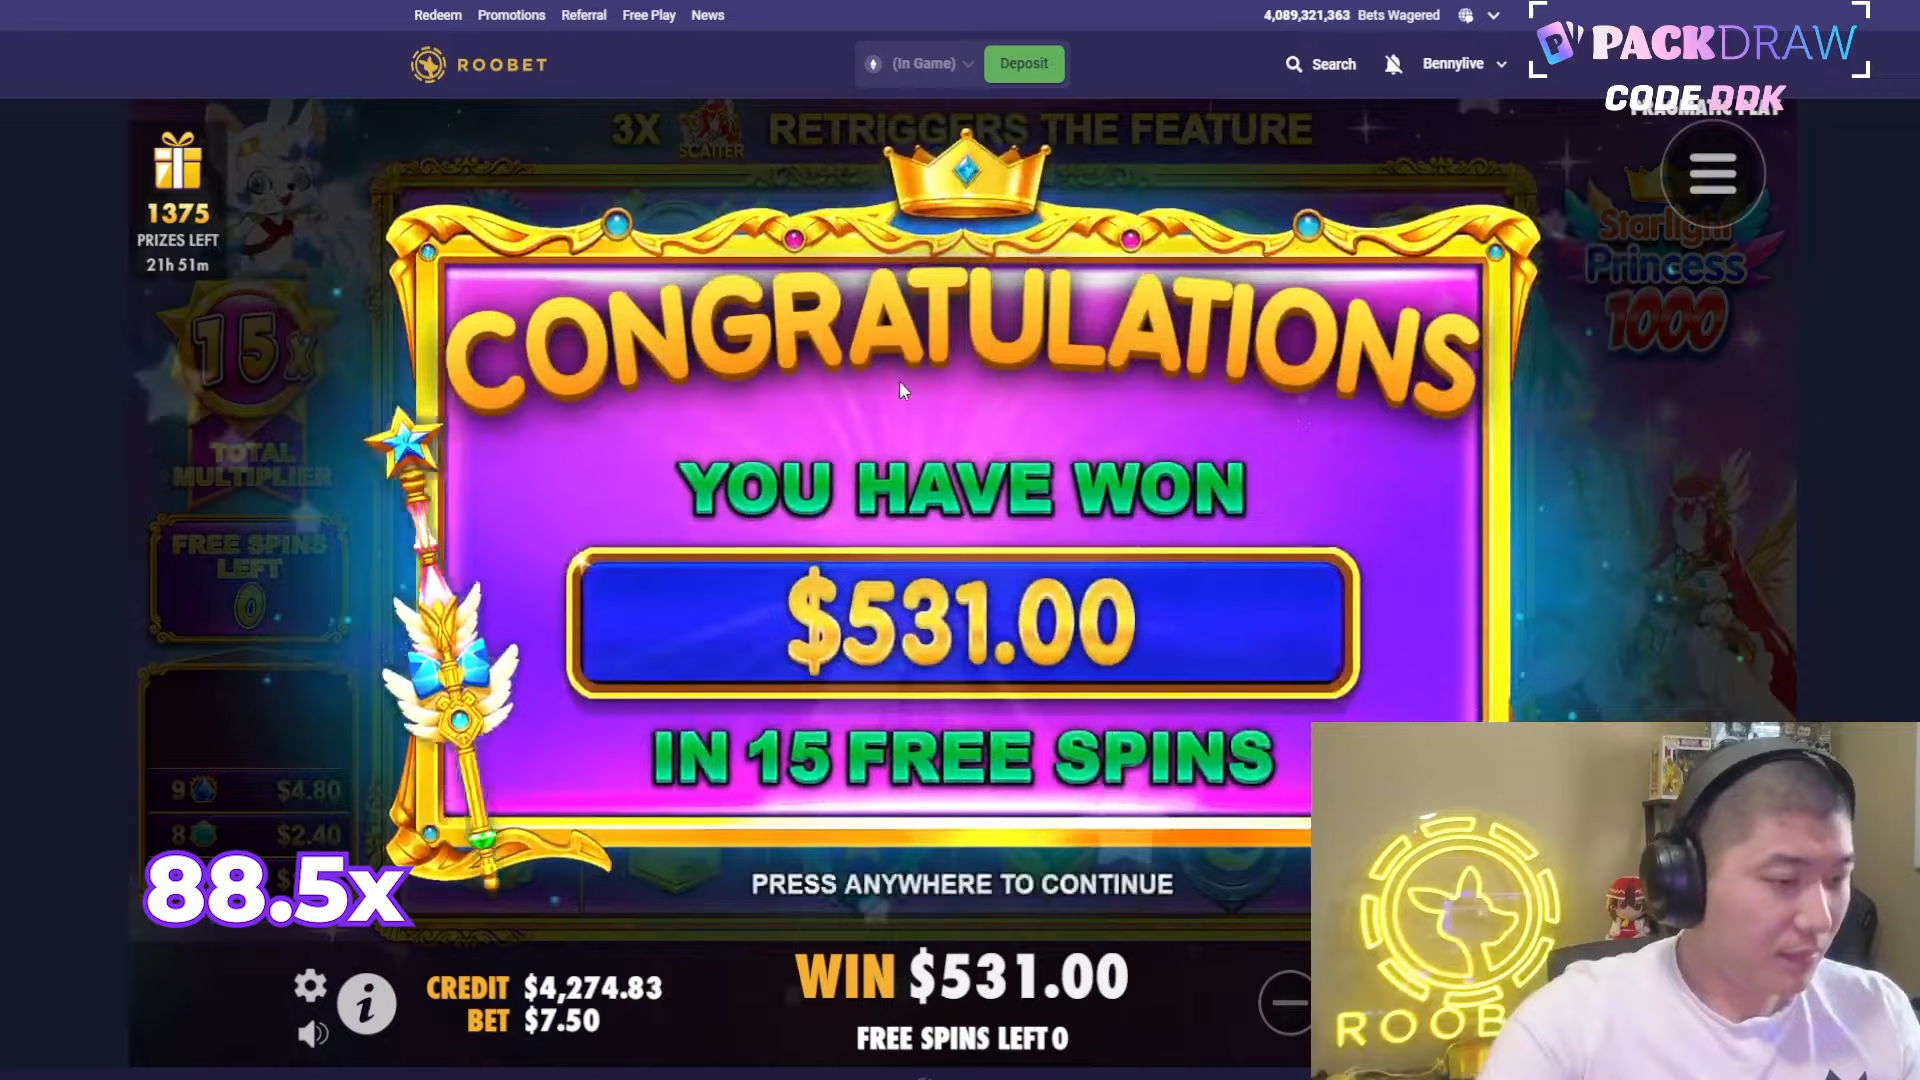 Redeem Promotions Referral Free Play News
4,089,321,363 Bets Wagered
PACKDRAW
ROOBET
(In Game)
Deposit
Search
Bennylive
CODE DDK
PRAGMATIC PLAY
3X SCATTER RETRIGGERS THE FEATURE
1375
PRIZES LEFT
21h 51m
Starlight
Princess
1000
15x
TOTAL
MULTIPLIER
FREE SPINS
LEFT
0
CONGRATULATIONS
YOU HAVE WON
$531.00
IN 15 FREE SPINS
9 $4.80
8 $2.40
88.5x
PRESS ANYWHERE TO CONTINUE
CREDIT $4,274.83
BET $7.50
WIN $531.00
FREE SPINS LEFT 0
ROOB